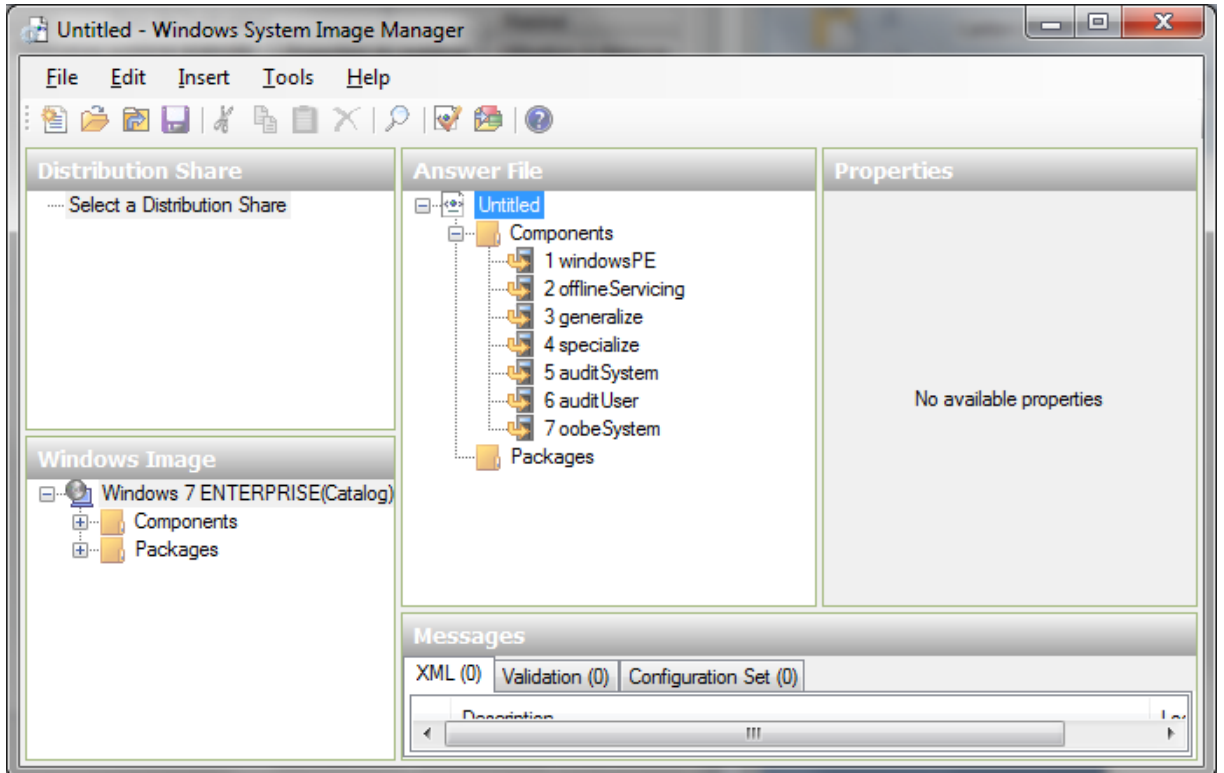 Untitled - Windows System Image Manager
File Edit Insert Tools Help
Distribution Share
Select a Distribution Share
Windows Image
Windows 7 ENTERPRISE(Catalog)
Components
Packages
Answer File
Untitled
Components
1 windowsPE
2 offlineServicing
3 generalize
4 specialize
5 auditSystem
6 auditUser
7 oobeSystem
Packages
Properties
No available properties
Messages
XML (0) Validation (0) Configuration Set (0)
Description